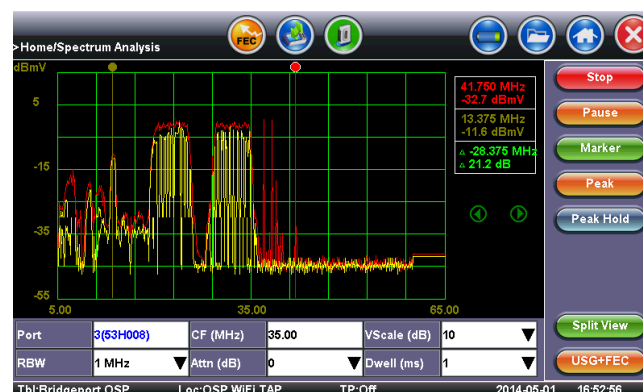 FEC
>Home/Spectrum Analysis
dBmV
5
-15
-35
-55
5.00 35.00 65.00
41.750 MHz
-32.7 dBmV
13.375 MHz
-11.6 dBmV
△ -28.375 MHz
△ 21.2 dB
Stop
Pause
Marker
Peak
Peak Hold
Split View
USG+FEC
Port 3(53H008) CF (MHz) 35.00 VScale (dB) 10
RBW 1 MHz Attn (dB) 0 Dwell (ms) 1
Tbl:Bridgeport OSP Loc:OSP WiFi TAP TP:Off 2014-05-01 16:52:56